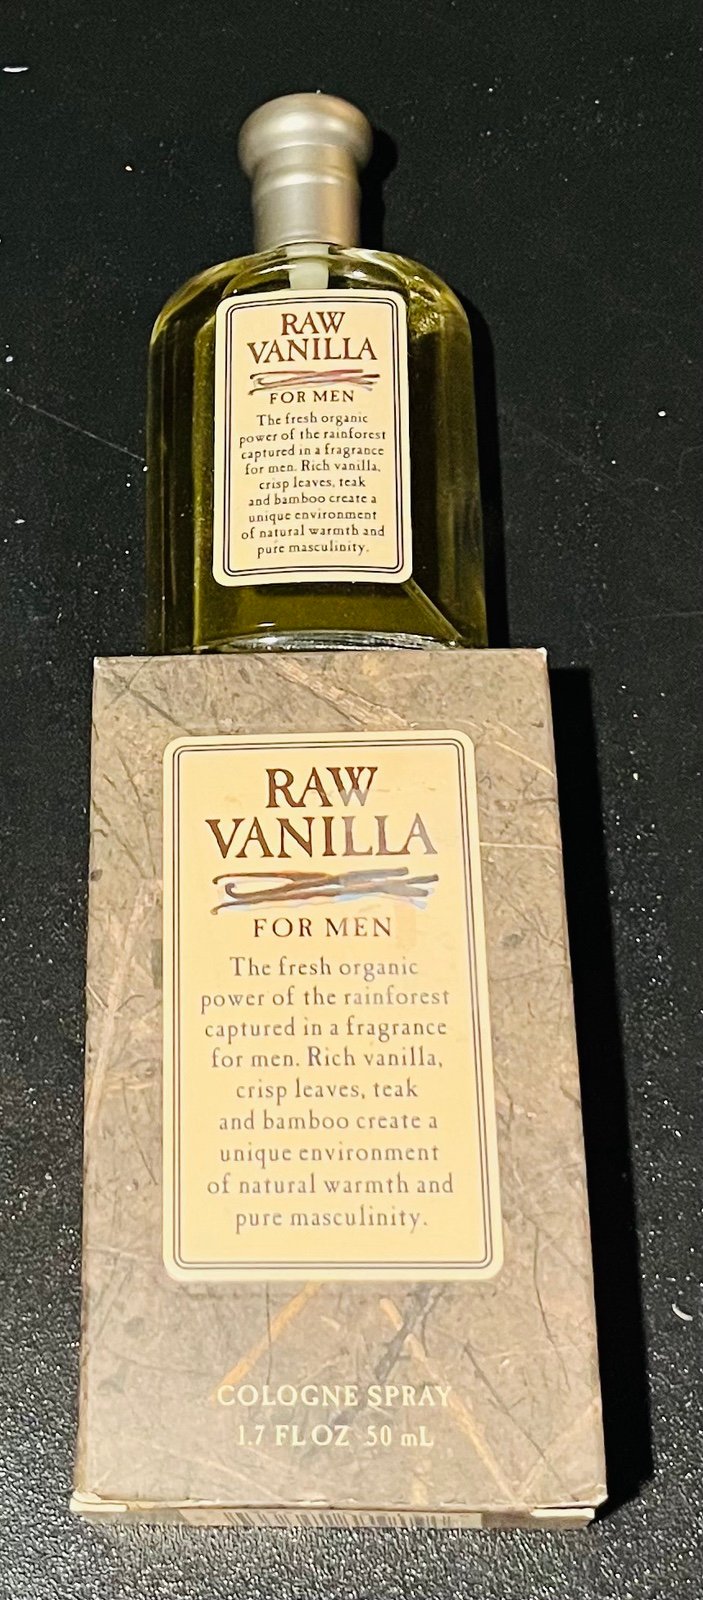 RAW
VANILLA
FOR MEN
The fresh organic
power of the rainforest
captured in a fragrance
for men. Rich vanilla,
crisp leaves, teak
and bamboo create a
unique environment
of natural warmth and
pure masculinity.
RAW
VANILLA
FOR MEN
The fresh organic
power of the rainforest
captured in a fragrance
for men. Rich vanilla,
crisp leaves, teak
and bamboo create a
unique environment
of natural warmth and
pure masculinity.
COLOGNE SPRAY
1.7 FL OZ 50 mL